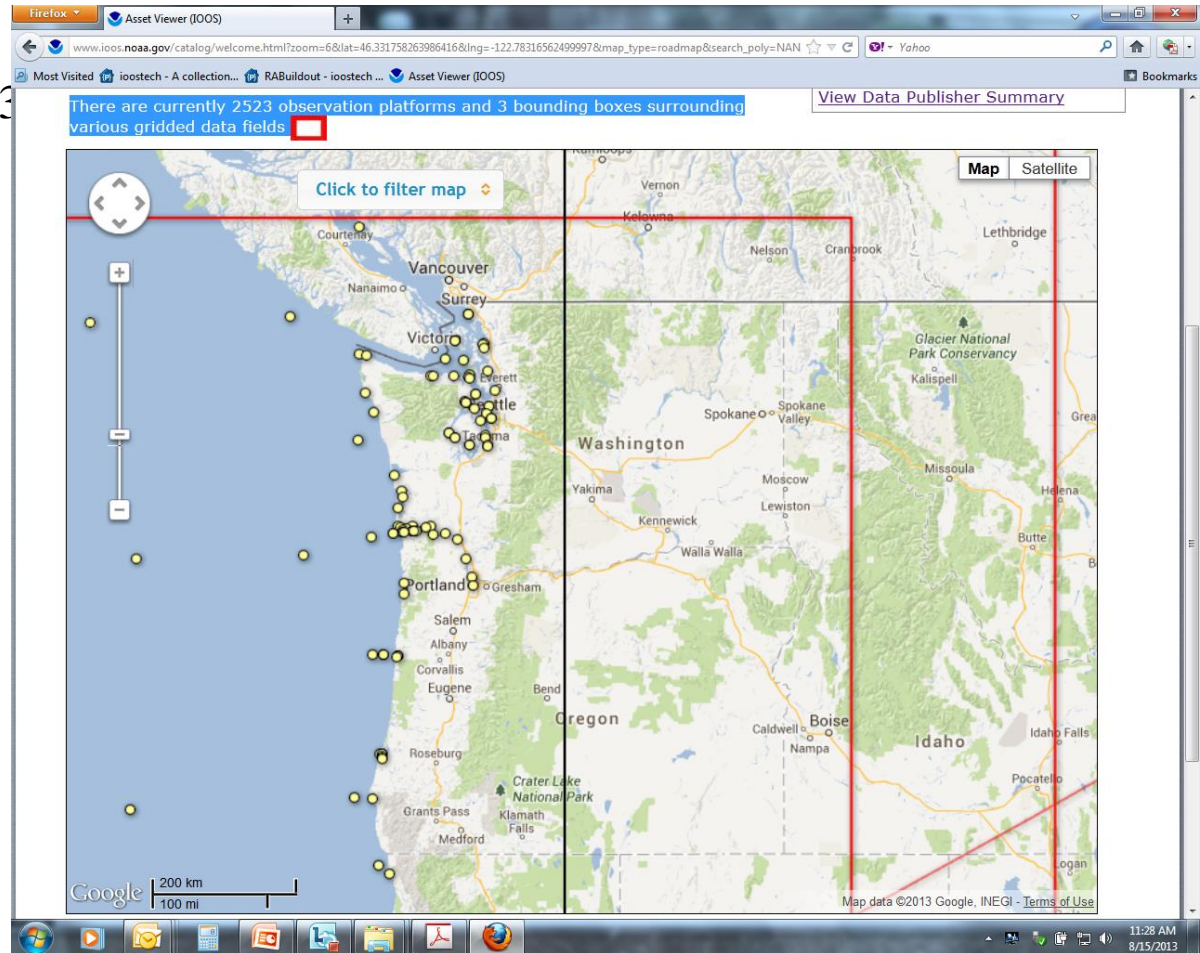 Firefox
Asset Viewer (IOOS)
www.ioos.noaa.gov/catalog/welcome.html?zoom=6&lat=46.331758263986416&lng=-122.78316562499997&map_type=roadmap&search_poly=NAN
Yahoo
Most Visited ioostech - A collection... RABuildout - ioostech ... Asset Viewer (IOOS) Bookmarks
There are currently 2523 observation platforms and 3 bounding boxes surrounding
various gridded data fields
View Data Publisher Summary
Click to filter map
Map Satellite
Vernon
Kelowna
Courtenay
Nelson
Cranbrook
Lethbridge
Vancouver
Nanaimo
Surrey
Victoria
Glacier National
Park Conservancy
Kalispell
Everett
Seattle
Spokane
Spokane
Valley
Grea
Tacoma
Washington
Missoula
Moscow
Helena
Yakima
Lewiston
Kennewick
Butte
Walla Walla
B
Portland
Gresham
Salem
Albany
Corvallis
Eugene
Bend
Oregon
Boise
Caldwell
Nampa
Idaho
Idaho Falls
Roseburg
Pocatello
Crater Lake
National Park
Grants Pass
Klamath
Falls
Medford
Logan
Google
200 km
100 mi
Map data ©2013 Google, INEGI - Terms of Use
11:28 AM
8/15/2013